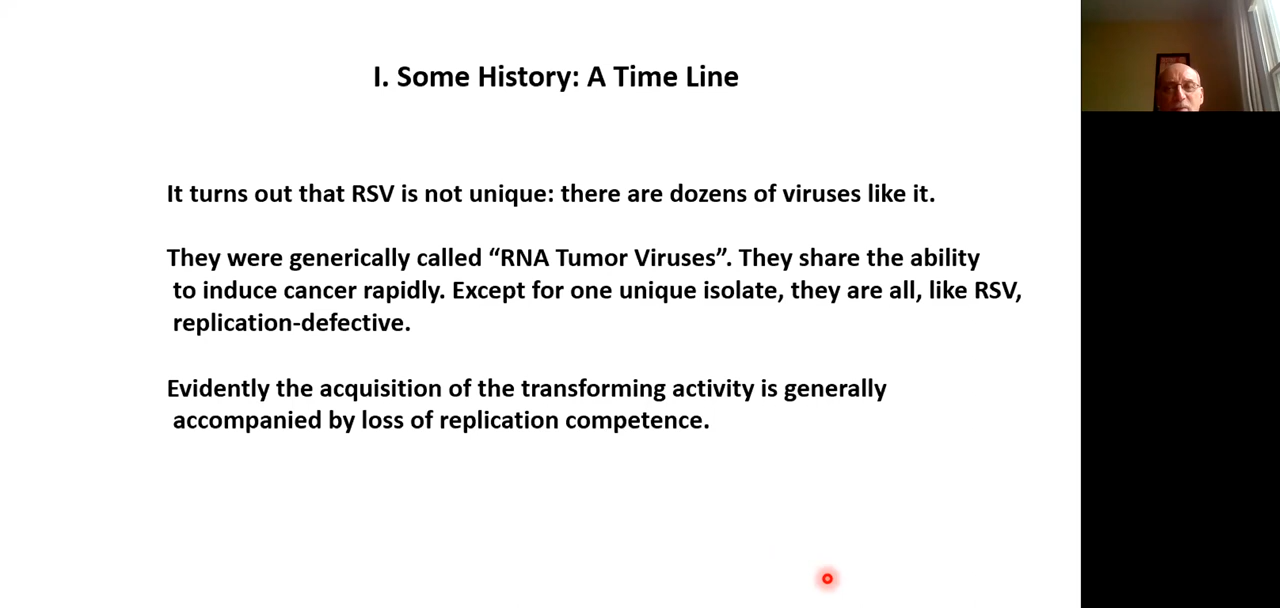 I. Some History: A Time Line
It turns out that RSV is not unique: there are dozens of viruses like it.
They were generically called “RNA Tumor Viruses”. They share the ability
to induce cancer rapidly. Except for one unique isolate, they are all, like RSV,
replication-defective.
Evidently the acquisition of the transforming activity is generally
accompanied by loss of replication competence.